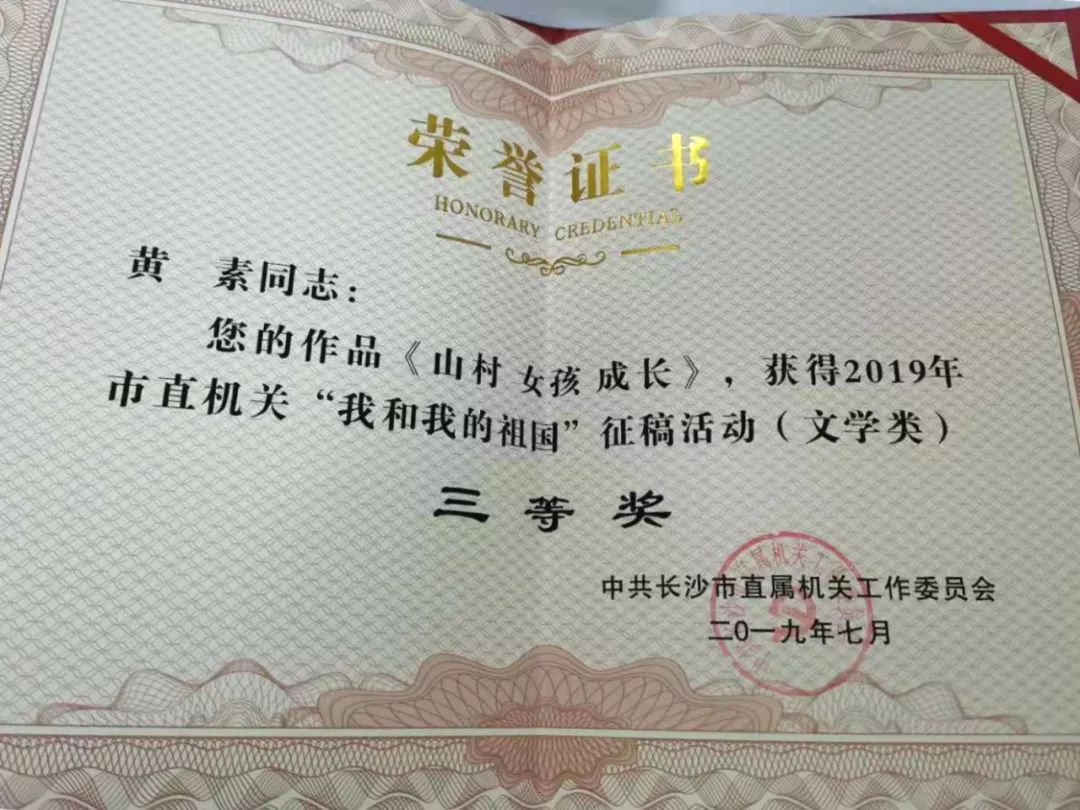 荣誉证书
HONORARY CREDENTIAL
黄 素同志：
您的作品《山村女孩成长》，获得2019年
市直机关“我和我的祖国”征稿活动（文学类）
三等奖
中共长沙市直属机关工作委员会
二〇一九年七月